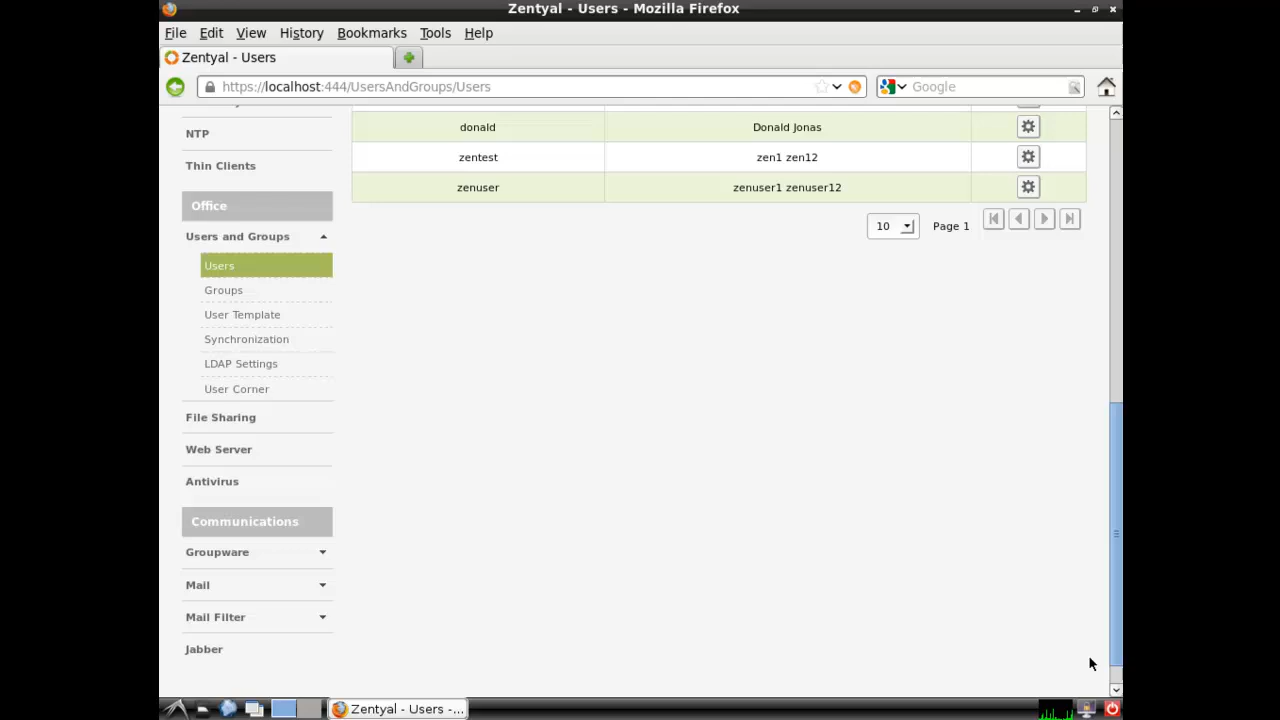 Zentyal - Users - Mozilla Firefox
File Edit View History Bookmarks Tools Help
Zentyal - Users
https://localhost:444/UsersAndGroups/Users
Google
NTP
Thin Clients
Office
Users and Groups
Users
Groups
User Template
Synchronization
LDAP Settings
User Corner
File Sharing
Web Server
Antivirus
Communications
Groupware
Mail
Mail Filter
Jabber
donald Donald Jonas
zentest zen1 zen12
zenuser zenuser1 zenuser12
10 Page 1
Zentyal - Users -...